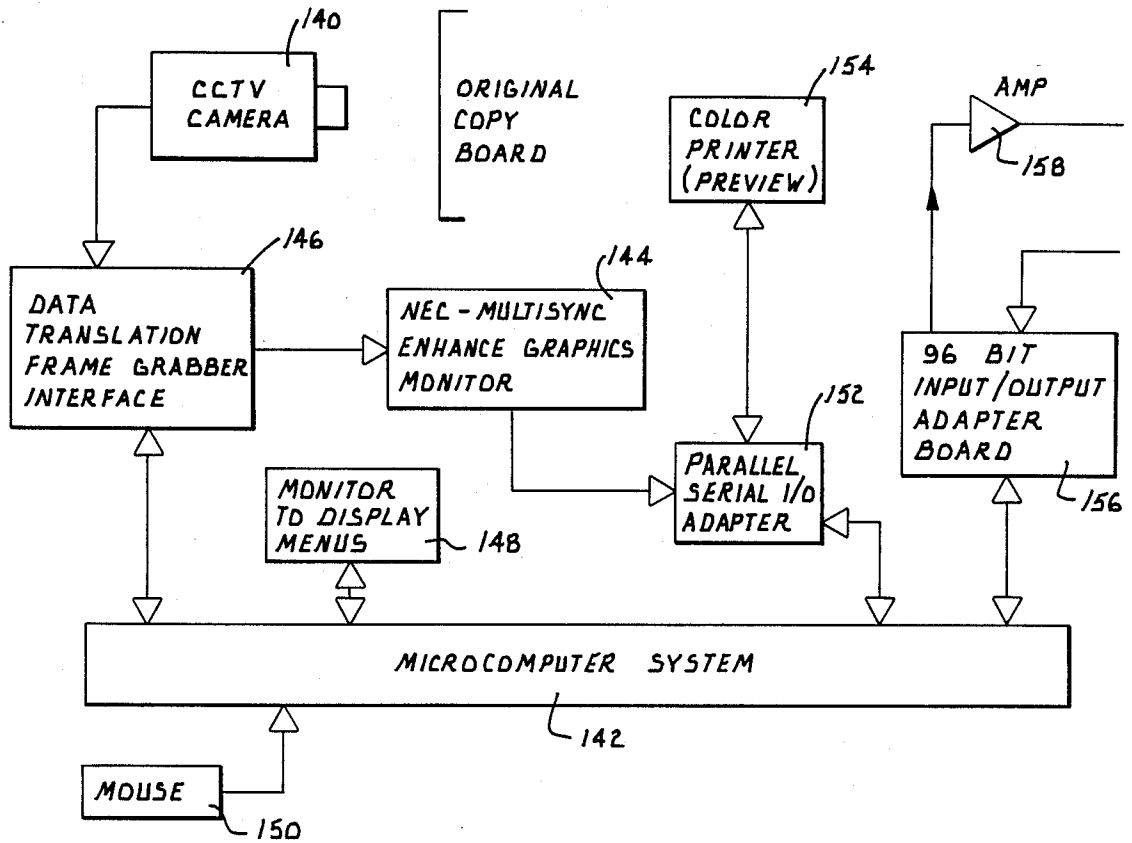 140
CCTV
CAMERA
ORIGINAL
COPY
BOARD
154
COLOR
PRINTER
(PREVIEW)
AMP
158
146
DATA
TRANSLATION
FRAME GRABBER
INTERFACE
144
NEC-MULTISYNC
ENHANCE GRAPHICS
MONITOR
152
PARALLEL
SERIAL I/O
ADAPTER
96 BIT
INPUT/OUTPUT
ADAPTER
BOARD
156
MONITOR
TO DISPLAY
MENUS
148
MICROCOMPUTER SYSTEM
142
MOUSE
150